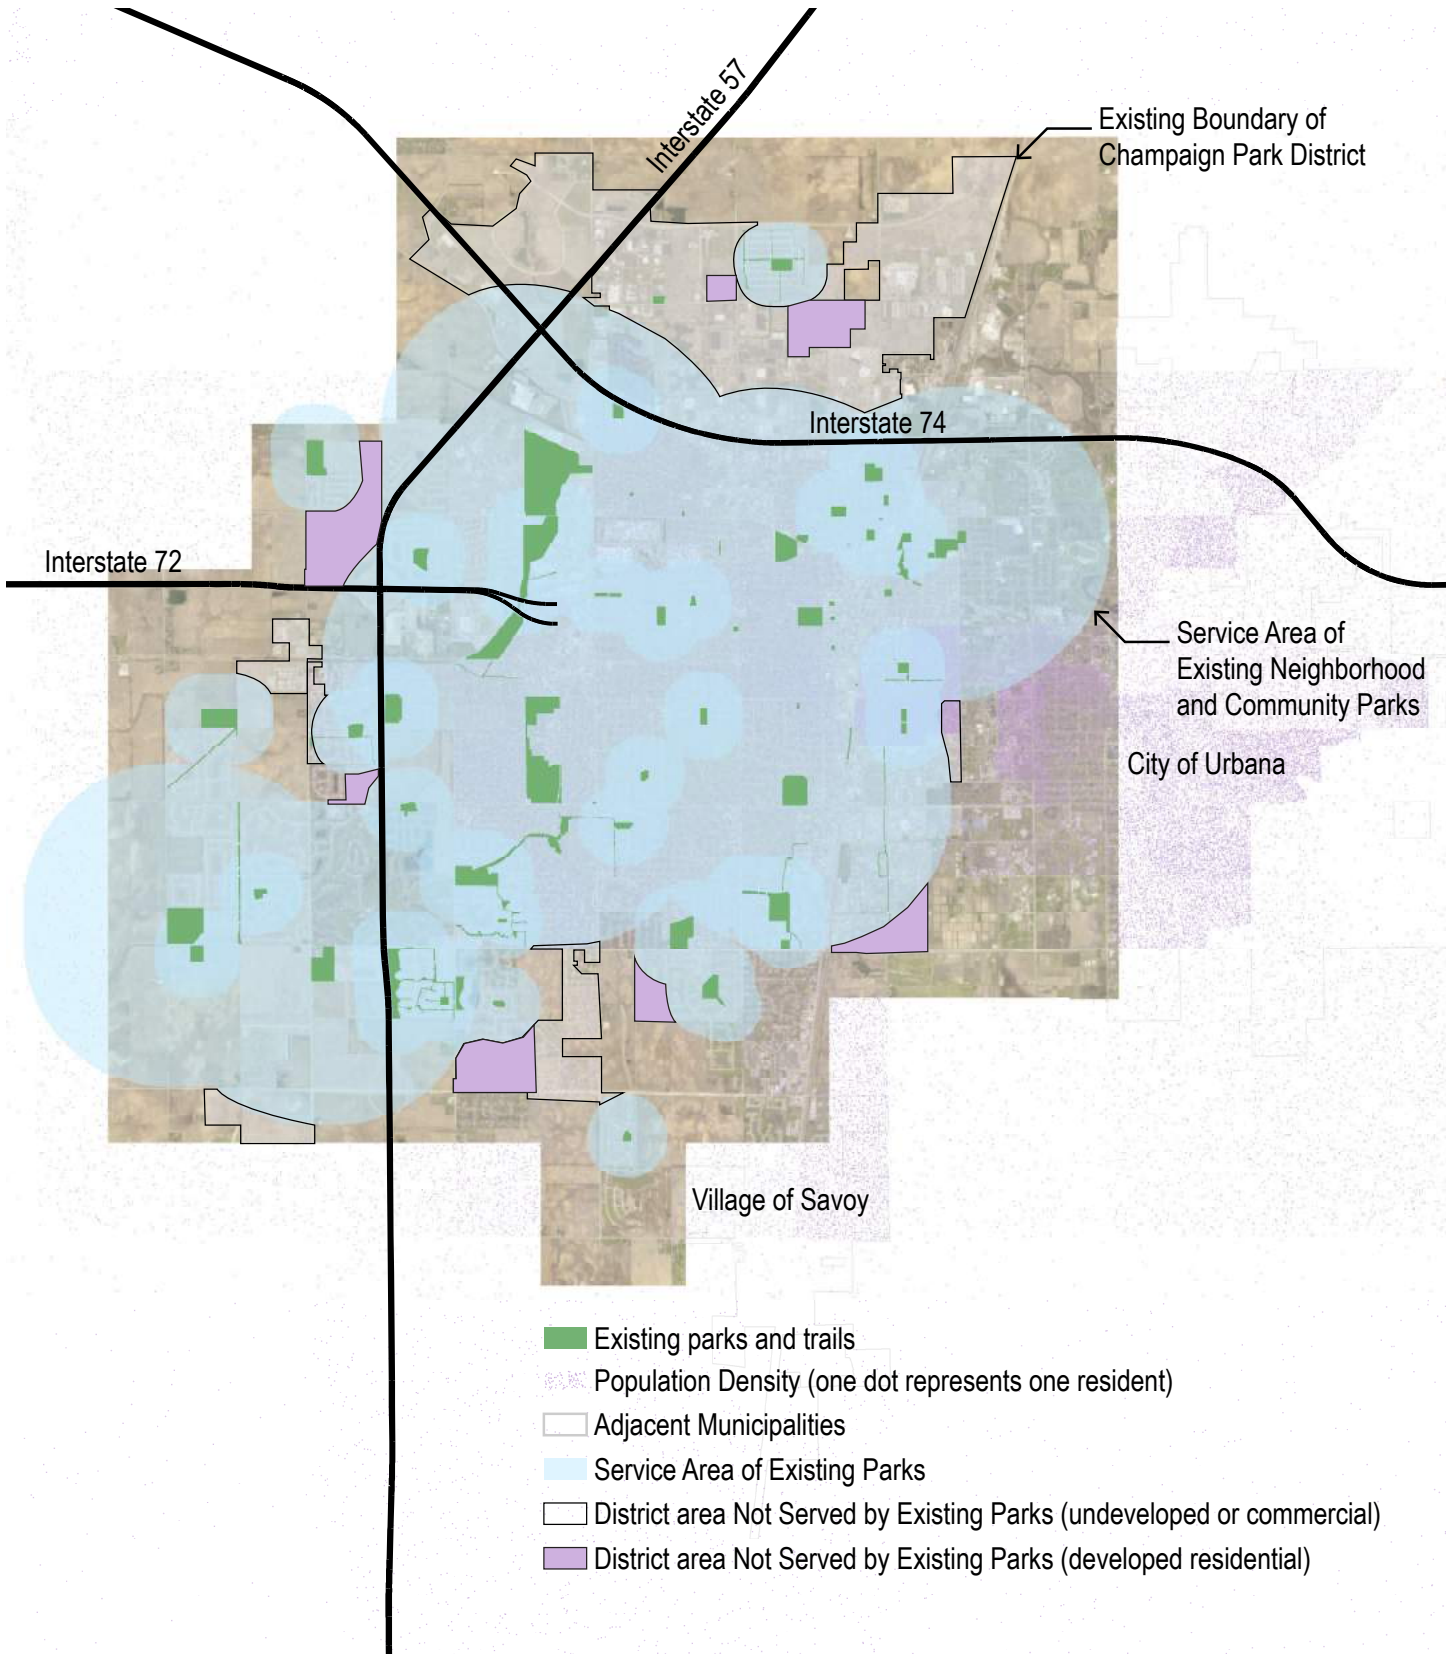 Interstate 57
Existing Boundary of
Champaign Park District
Interstate 74
Interstate 72
Service Area of
Existing Neighborhood
and Community Parks
City of Urbana
Village of Savoy
Existing parks and trails
Population Density (one dot represents one resident)
Adjacent Municipalities
Service Area of Existing Parks
District area Not Served by Existing Parks (undeveloped or commercial)
District area Not Served by Existing Parks (developed residential)